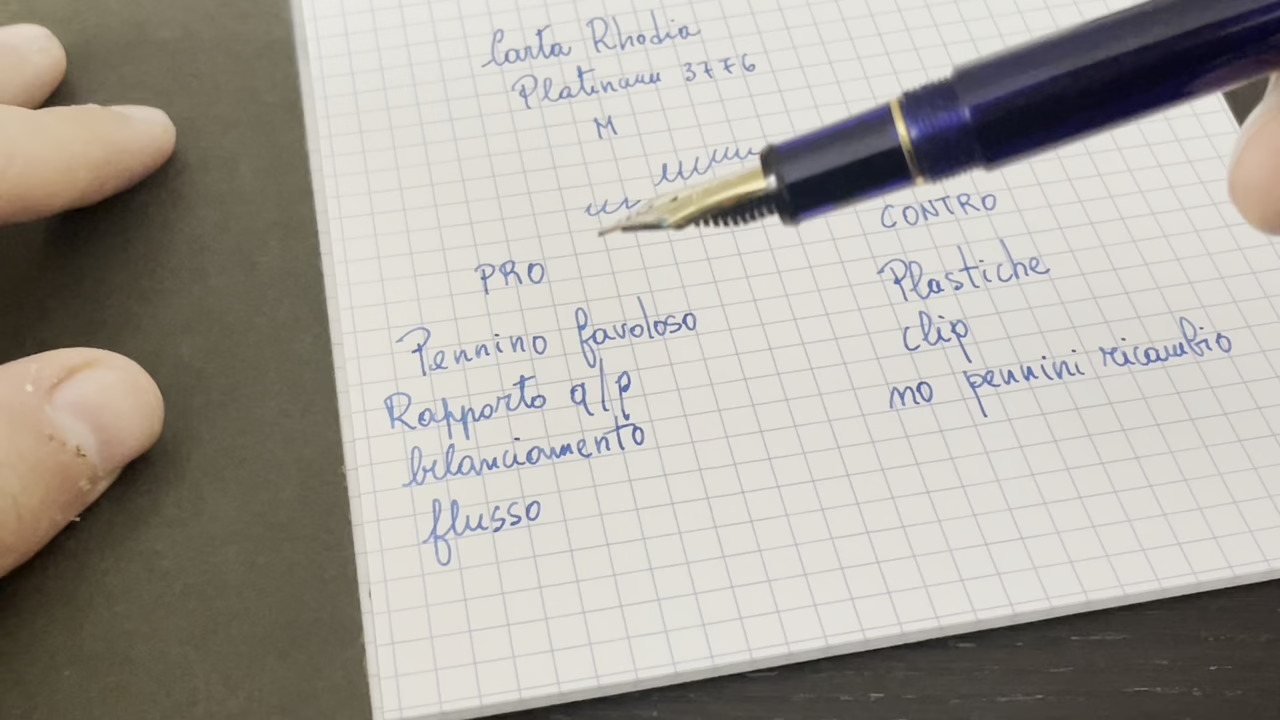 Carta Rhodia
Platinum 3776
M
PRO
Pennino favoloso
Rapporto q/p
bilanciamento
flusso
CONTRO
Plastiche
clip
no pennini ricambio